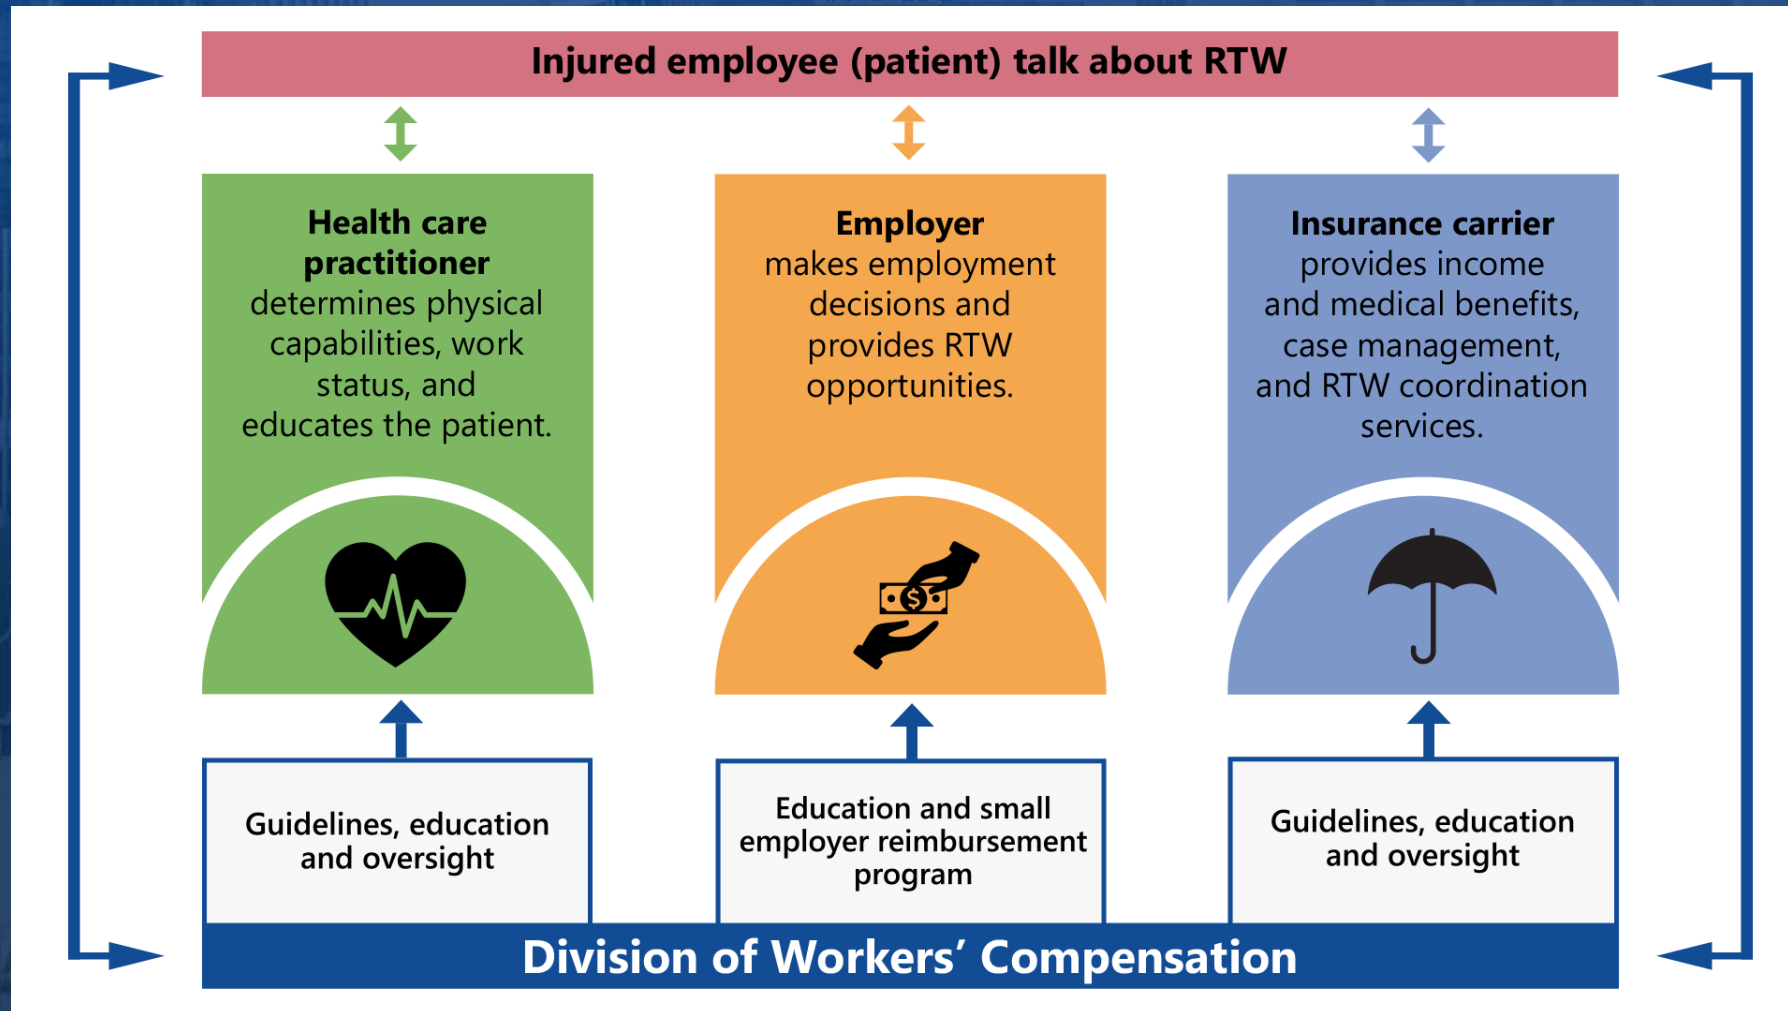 Injured employee (patient) talk about RTW
Health care
practitioner
determines physical
capabilities, work
status, and
educates the patient.
Employer
makes employment
decisions and
provides RTW
opportunities.
Insurance carrier
provides income
and medical benefits,
case management,
and RTW coordination
services.
$
Guidelines, education
and oversight
Education and small
employer reimbursement
program
Guidelines, education
and oversight
Division of Workers’ Compensation